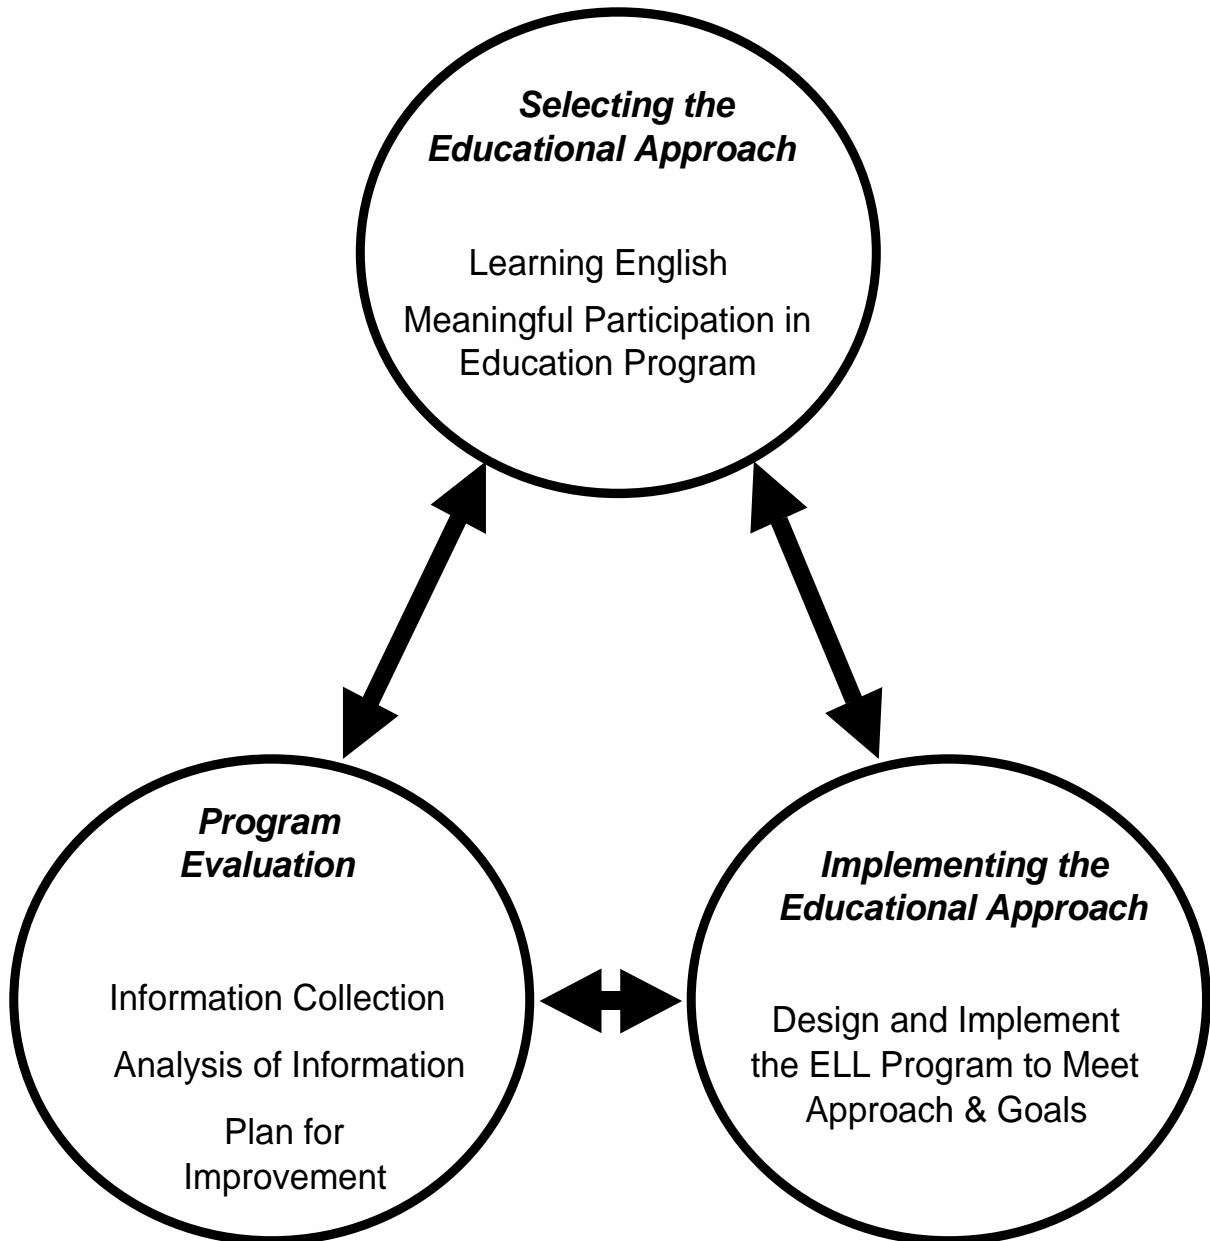 Selecting the
Educational Approach
Learning English
Meaningful Participation in
Education Program
Program
Evaluation
Information Collection
Analysis of Information
Plan for
Improvement
Implementing the
Educational Approach
Design and Implement
the ELL Program to Meet
Approach & Goals